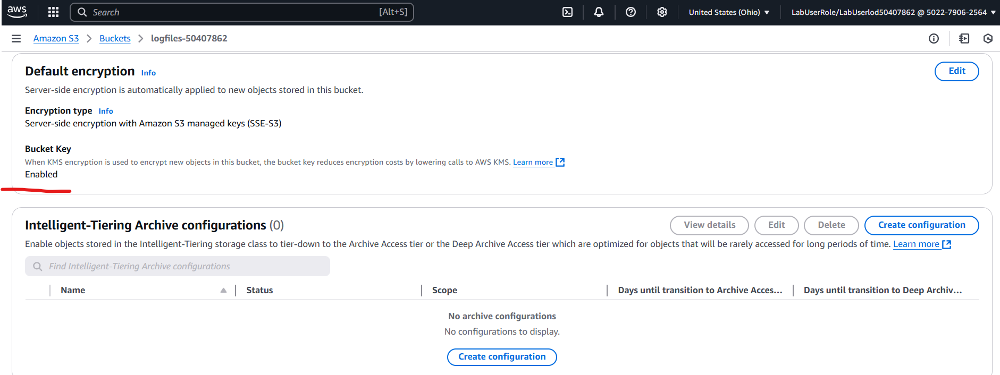 aws
Search [Alt+S] United States (Ohio) LabUserRole/LabUserlod50407862 @ 5022-7906-2564
Amazon S3 Buckets logfiles-50407862
Default encryption Info Edit
Server-side encryption is automatically applied to new objects stored in this bucket.
Encryption type Info
Server-side encryption with Amazon S3 managed keys (SSE-S3)
Bucket Key
When KMS encryption is used to encrypt new objects in this bucket, the bucket key reduces encryption costs by lowering calls to AWS KMS. Learn more
Enabled
Intelligent-Tiering Archive configurations (0) View details Edit Delete Create configuration
Enable objects stored in the Intelligent-Tiering storage class to tier-down to the Archive Access tier or the Deep Archive Access tier which are optimized for objects that will be rarely accessed for long periods of time. Learn more
Find Intelligent-Tiering Archive configurations
Name Status Scope Days until transition to Archive Acces... Days until transition to Deep Archiv...
No archive configurations
No configurations to display.
Create configuration